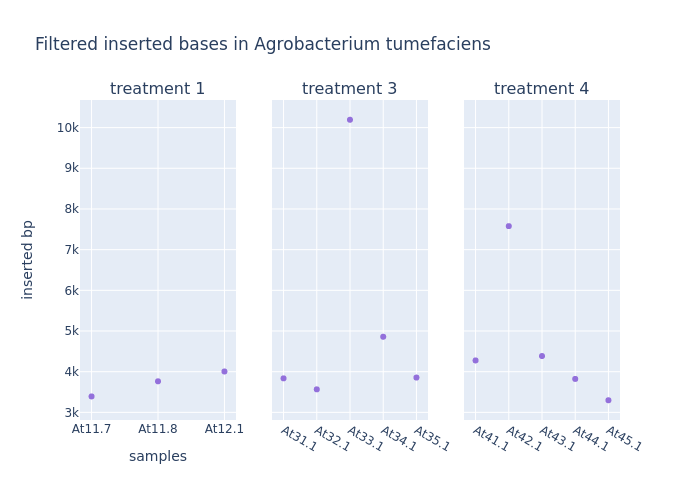 Filtered inserted bases in Agrobacterium tumefaciens
treatment 1
treatment 3
treatment 4
10k
9k
8k
7k
6k
5k
4k
3k
inserted bp
At11.7 At11.8 At12.1
At31.1 At32.1 At33.1 At34.1 At35.1
At41.1 At42.1 At43.1 At44.1 At45.1
samples